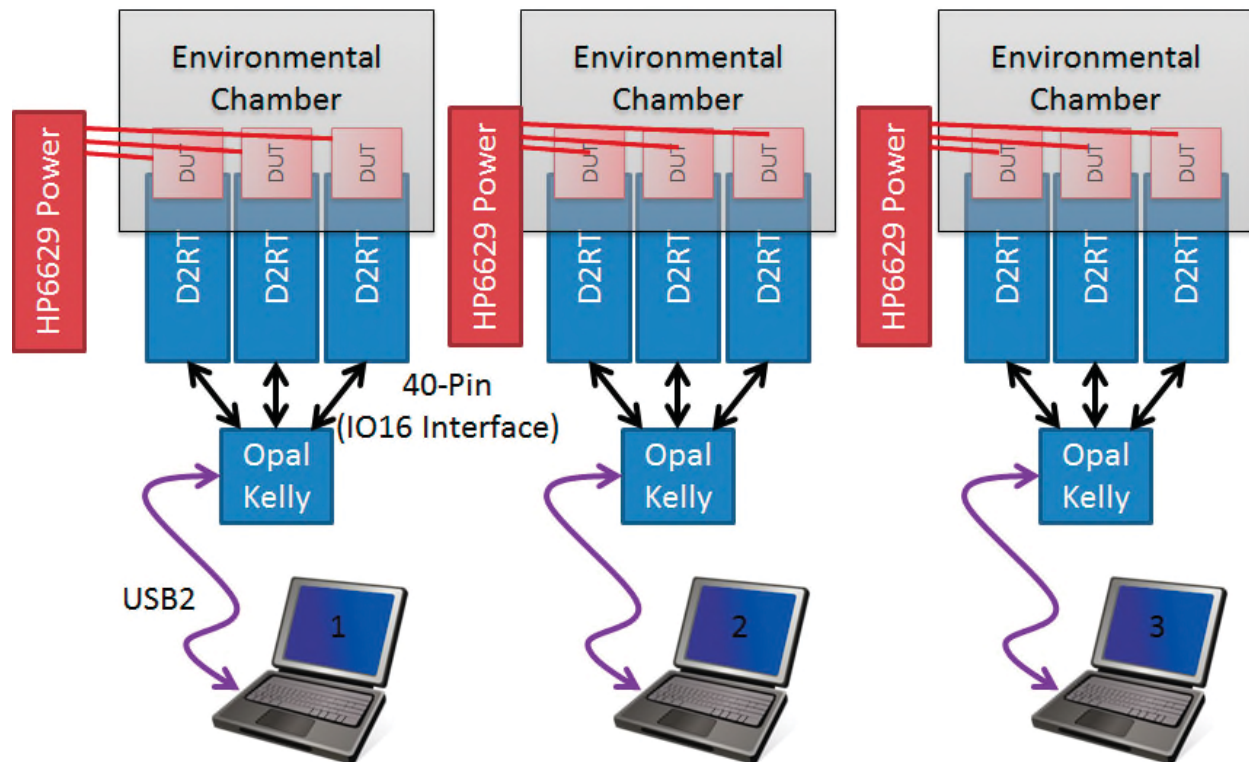 Environmental
Chamber
HP6629 Power
DUT
DUT
DUT
D2RT
D2RT
D2RT
40-Pin
(IO16 Interface)
Opal
Kelly
USB2
1
Environmental
Chamber
HP6629 Power
DUT
DUT
DUT
D2RT
D2RT
D2RT
Opal
Kelly
2
Environmental
Chamber
HP6629 Power
DUT
DUT
DUT
D2RT
D2RT
D2RT
Opal
Kelly
3